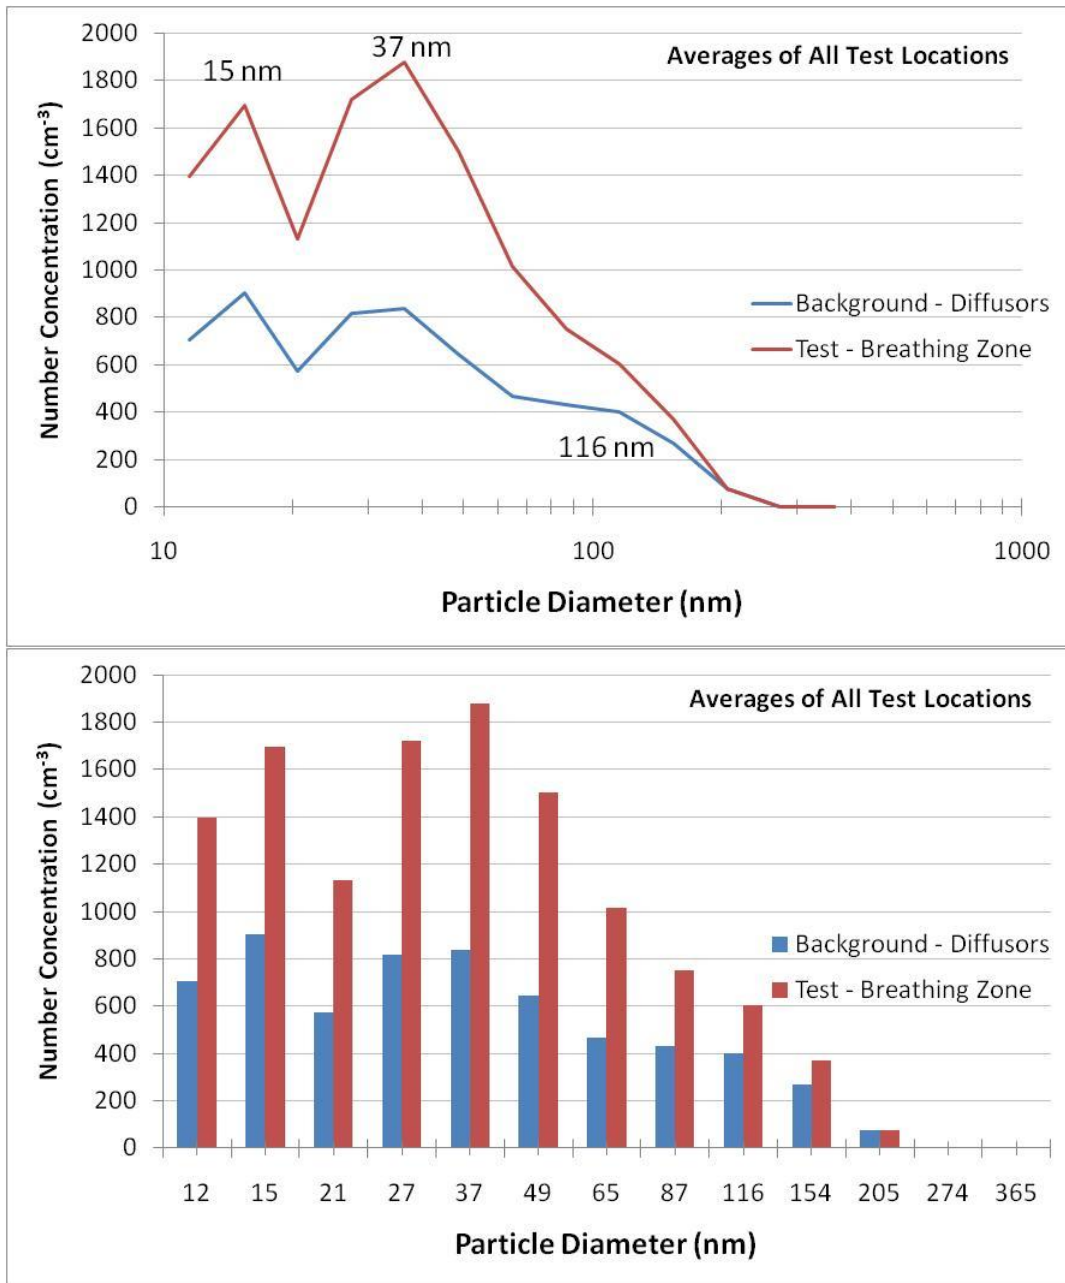 Averages of All Test Locations
15 nm
37 nm
116 nm
2000
1800
1600
1400
1200
1000
800
600
400
200
0
Number Concentration (cm⁻³)
Background - Diffusors
Test - Breathing Zone
10 100 1000
Particle Diameter (nm)
Averages of All Test Locations
2000
1800
1600
1400
1200
1000
800
600
400
200
0
Number Concentration (cm⁻³)
Background - Diffusors
Test - Breathing Zone
12 15 21 27 37 49 65 87 116 154 205 274 365
Particle Diameter (nm)